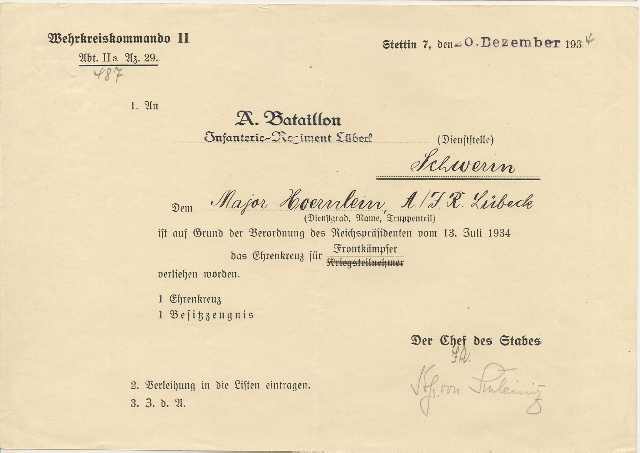 Wehrkreiskommando II
Abt. IIa Az. 29.
487
Stettin 7, den 20. Dezember 1934
1. An
A. Bataillon
Infanterie-Regiment Lübeck
(Dienststelle)
Schwerin
Dem Major Hoernlein, A/J.R. Lübeck
(Dienstgrad, Name, Truppenteil)
ist auf Grund der Verordnung des Reichspräsidenten vom 13. Juli 1934
das Ehrenkreuz für Frontkämpfer
Kriegsteilnehmer
verliehen worden.
1 Ehrenkreuz
1 Besitzzeugnis
Der Chef des Stabes
2. Verleihung in die Listen eintragen.
3. Z. d. A.